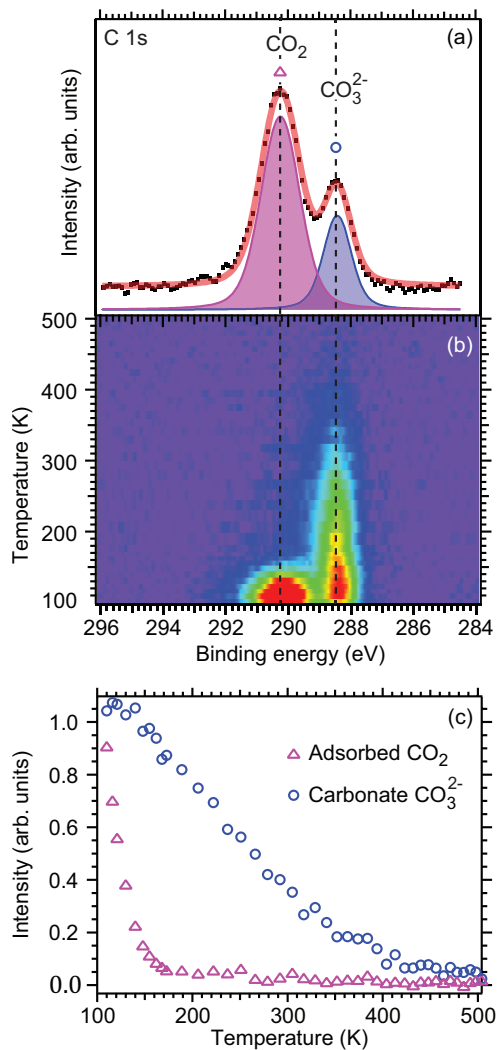 C 1s
(a)
CO2
CO3 2-
Intensity (arb. units)
(b)
500
400
300
200
100
Temperature (K)
296 294 292 290 288 286 284
Binding energy (eV)
(c)
1.0
0.8
0.6
0.4
0.2
0.0
Intensity (arb. units)
Adsorbed CO2
Carbonate CO3 2-
100 200 300 400 500
Temperature (K)